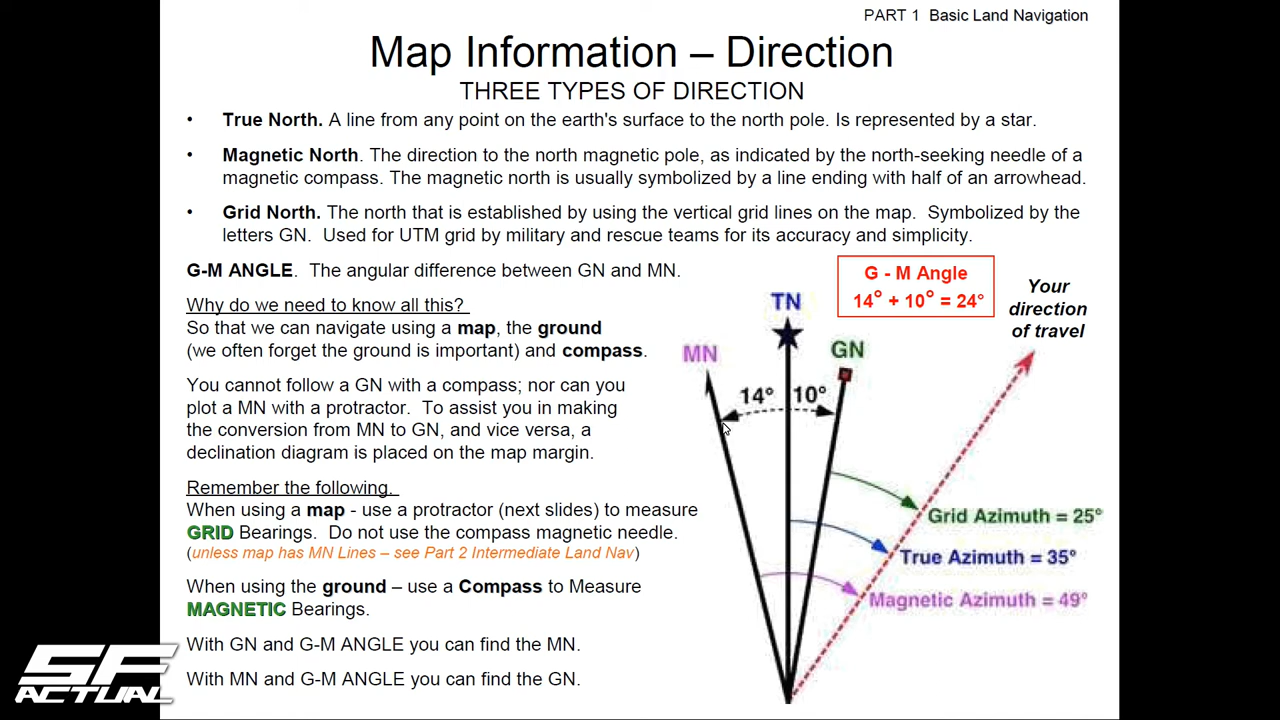 PART 1 Basic Land Navigation
Map Information – Direction
THREE TYPES OF DIRECTION
• True North. A line from any point on the earth's surface to the north pole. Is represented by a star.
• Magnetic North. The direction to the north magnetic pole, as indicated by the north-seeking needle of a
magnetic compass. The magnetic north is usually symbolized by a line ending with half of an arrowhead.
• Grid North. The north that is established by using the vertical grid lines on the map. Symbolized by the
letters GN. Used for UTM grid by military and rescue teams for its accuracy and simplicity.
G-M ANGLE. The angular difference between GN and MN.
Why do we need to know all this?
So that we can navigate using a map, the ground
(we often forget the ground is important) and compass.
You cannot follow a GN with a compass; nor can you
plot a MN with a protractor. To assist you in making
the conversion from MN to GN, and vice versa, a
declination diagram is placed on the map margin.
Remember the following.
When using a map - use a protractor (next slides) to measure
GRID Bearings. Do not use the compass magnetic needle.
(unless map has MN Lines – see Part 2 Intermediate Land Nav)
When using the ground – use a Compass to Measure
MAGNETIC Bearings.
With GN and G-M ANGLE you can find the MN.
With MN and G-M ANGLE you can find the GN.
G - M Angle
14° + 10° = 24°
Your
direction
of travel
TN
MN
GN
14°
10°
Grid Azimuth = 25°
True Azimuth = 35°
Magnetic Azimuth = 49°
SF
ACTUAL